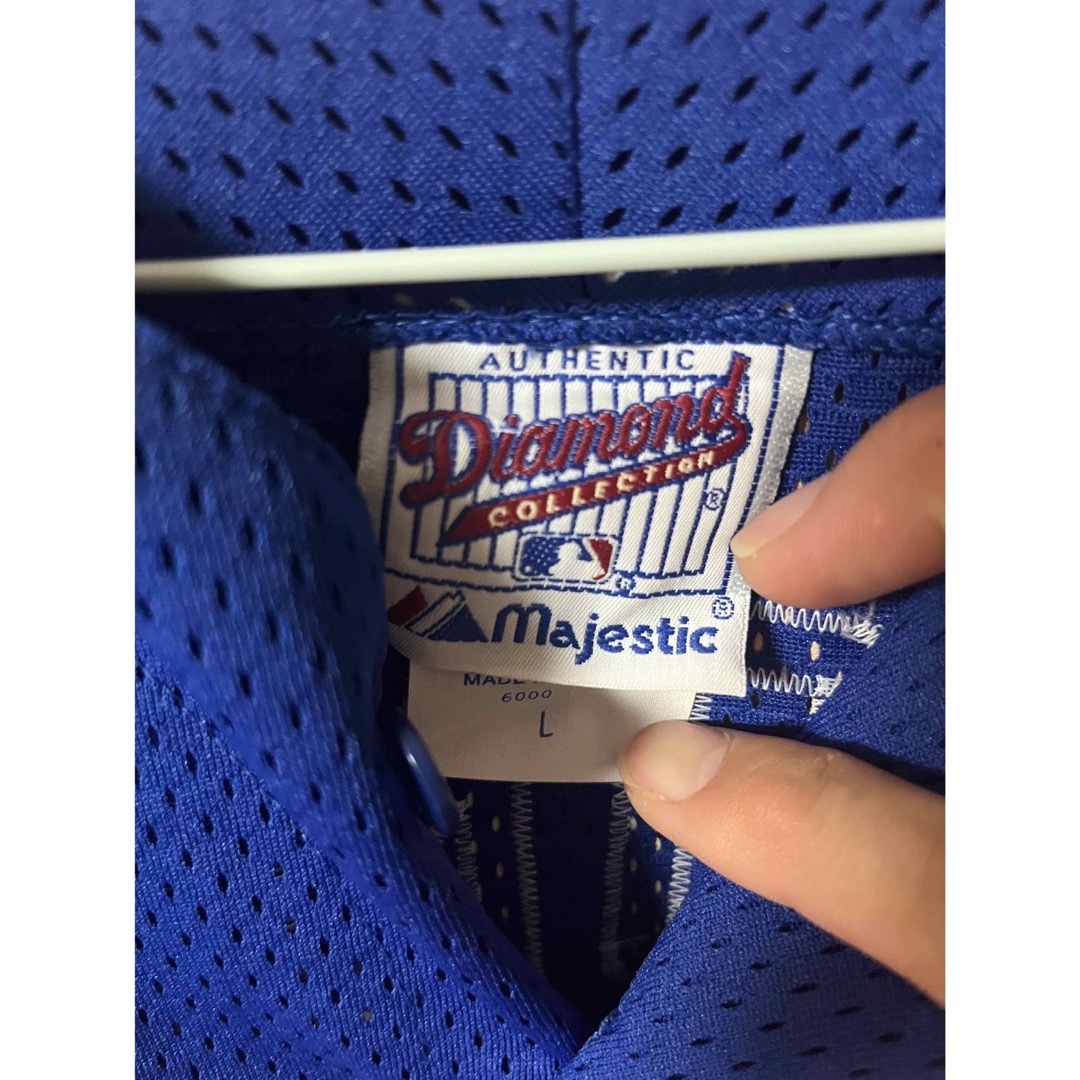 AUTHENTIC
Diamond
COLLECTION ®
®
Majestic ®
6000
L